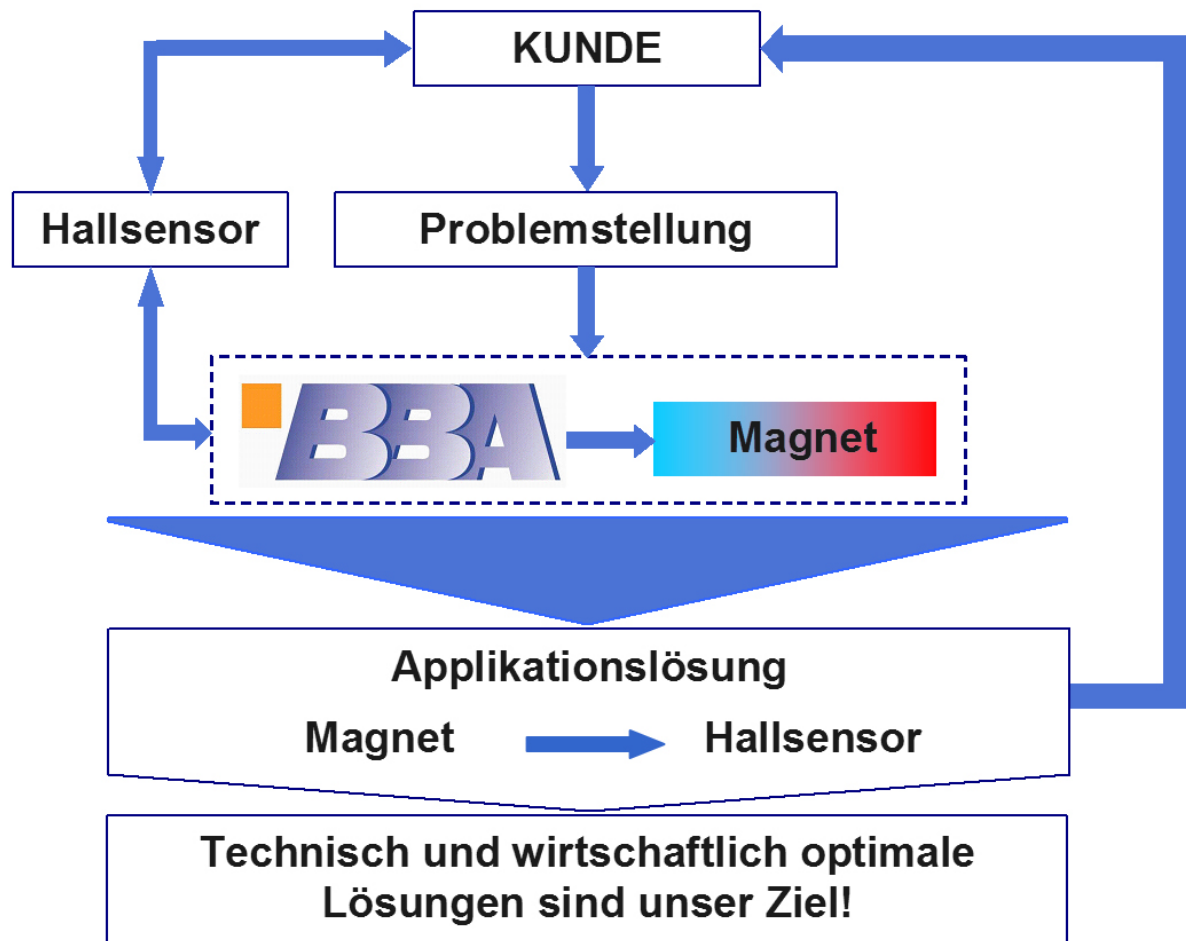 KUNDE
Hallsensor
Problemstellung
BBA
Magnet
Applikationslösung
Magnet Hallsensor
Technisch und wirtschaftlich optimale
Lösungen sind unser Ziel!